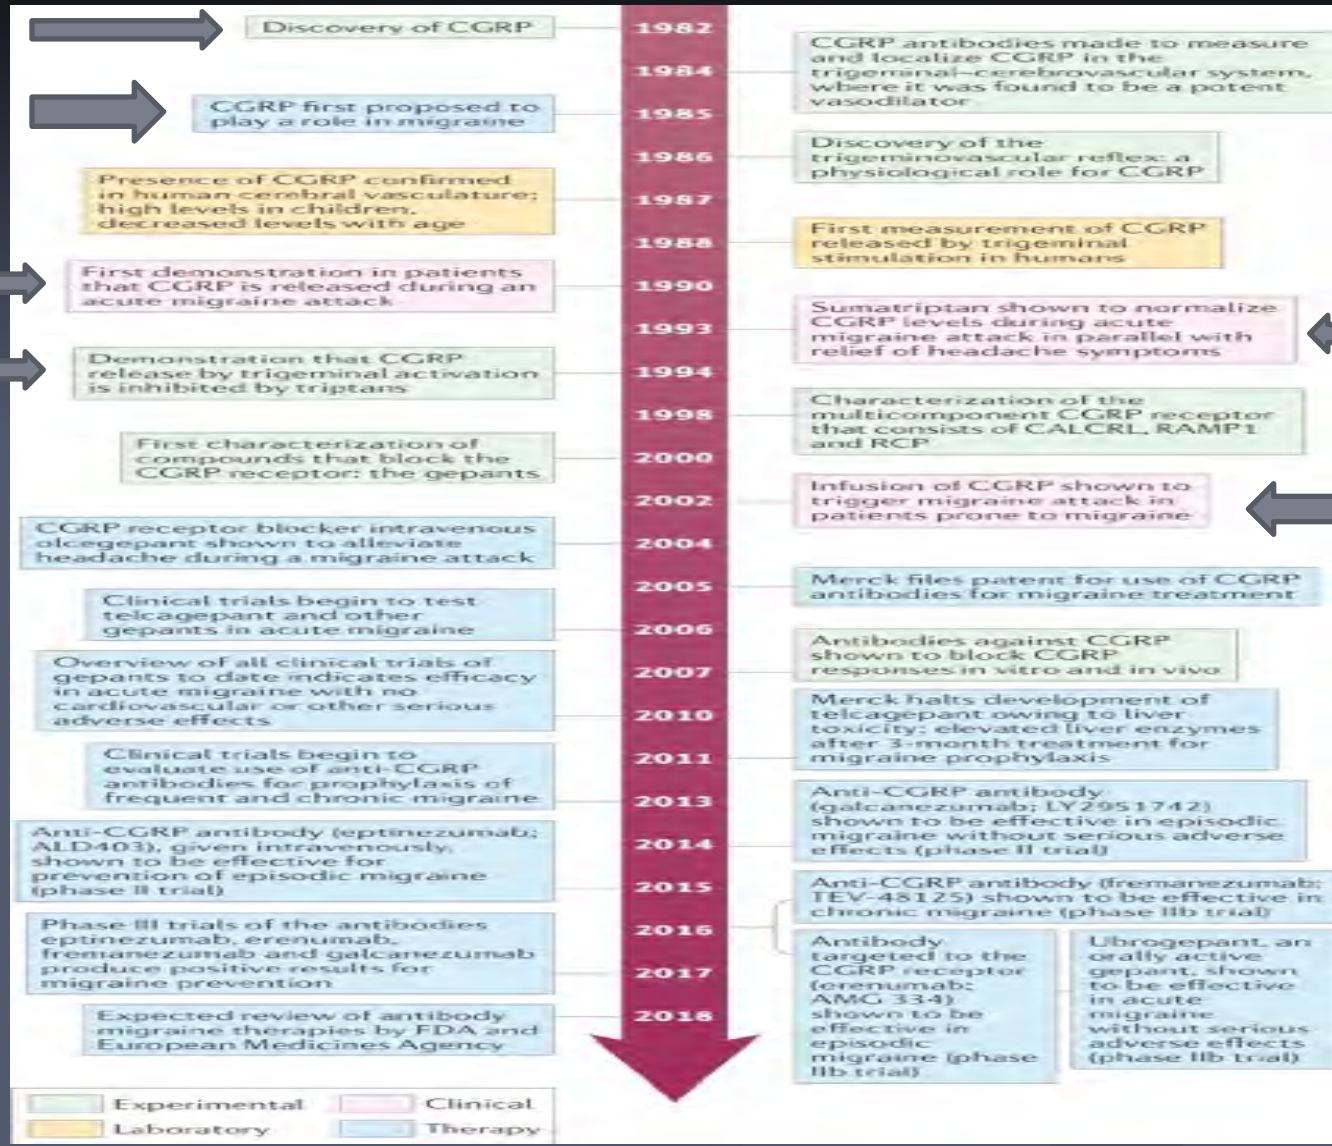 Discovery of CGRP
1982
CGRP antibodies made to measure
and localize CGRP in the
trigeminal–cerebrovascular system,
where it was found to be a potent
vasodilator
1984
CGRP first proposed to
play a role in migraine
1985
Discovery of the
trigeminovascular reflex: a
physiological role for CGRP
1986
Presence of CGRP confirmed
in human cerebral vasculature;
high levels in children,
decreased levels with age
1987
First measurement of CGRP
released by trigeminal
stimulation in humans
1988
First demonstration in patients
that CGRP is released during an
acute migraine attack
1990
Sumatriptan shown to normalize
CGRP levels during acute
migraine attack in parallel with
relief of headache symptoms
1993
Demonstration that CGRP
release by trigeminal activation
is inhibited by triptans
1994
Characterization of the
multicomponent CGRP receptor
that consists of CALCRL, RAMP1
and RCP
1998
First characterization of
compounds that block the
CGRP receptor: the gepants
2000
Infusion of CGRP shown to
trigger migraine attack in
patients prone to migraine
2002
CGRP receptor blocker intravenous
olcegepant shown to alleviate
headache during a migraine attack
2004
Merck files patent for use of CGRP
antibodies for migraine treatment
2005
Clinical trials begin to test
telcagepant and other
gepants in acute migraine
2006
Antibodies against CGRP
shown to block CGRP
responses in vitro and in vivo
2007
Overview of all clinical trials of
gepants to date indicates efficacy
in acute migraine with no
cardiovascular or other serious
adverse effects
2010
Merck halts development of
telcagepant owing to liver
toxicity; elevated liver enzymes
after 3-month treatment for
migraine prophylaxis
2011
Clinical trials begin to
evaluate use of anti-CGRP
antibodies for prophylaxis of
frequent and chronic migraine
2013
Anti-CGRP antibody
(galcanezumab; LY2951742)
shown to be effective in episodic
migraine without serious adverse
effects (phase II trial)
2014
Anti-CGRP antibody (eptinezumab;
ALD403), given intravenously,
shown to be effective for
prevention of episodic migraine
(phase II trial)
2015
Anti-CGRP antibody (fremanezumab;
TEV-48125) shown to be effective in
chronic migraine (phase IIb trial)
2016
Antibody
targeted to the
CGRP receptor
(erenumab;
AMG 334)
shown to be
effective in
episodic
migraine (phase
IIb trial)
Ubrogepant, an
orally active
gepant, shown
to be effective
in acute
migraine
without serious
adverse effects
(phase IIb trial)
Phase III trials of the antibodies
eptinezumab, erenumab,
fremanezumab and galcanezumab
produce positive results for
migraine prevention
2017
Expected review of antibody
migraine therapies by FDA and
European Medicines Agency
2018
Experimental
Clinical
Laboratory
Therapy